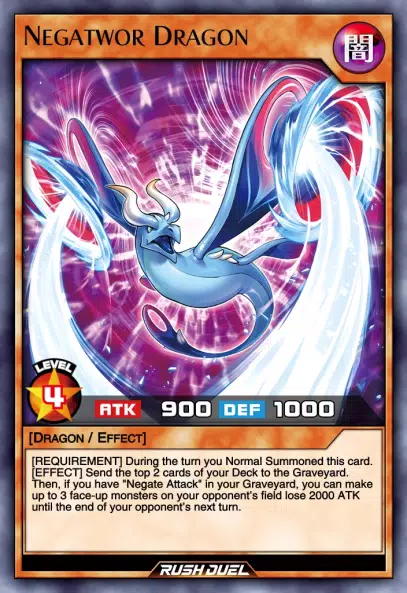 NEGATWOR DRAGON
闇
LEVEL
4
ATK 900 DEF 1000
[DRAGON / EFFECT]
[REQUIREMENT] During the turn you Normal Summoned this card.
[EFFECT] Send the top 2 cards of your Deck to the Graveyard.
Then, if you have "Negate Attack" in your Graveyard, you can make
up to 3 face-up monsters on your opponent's field lose 2000 ATK
until the end of your opponent's next turn.
RUSH DUEL